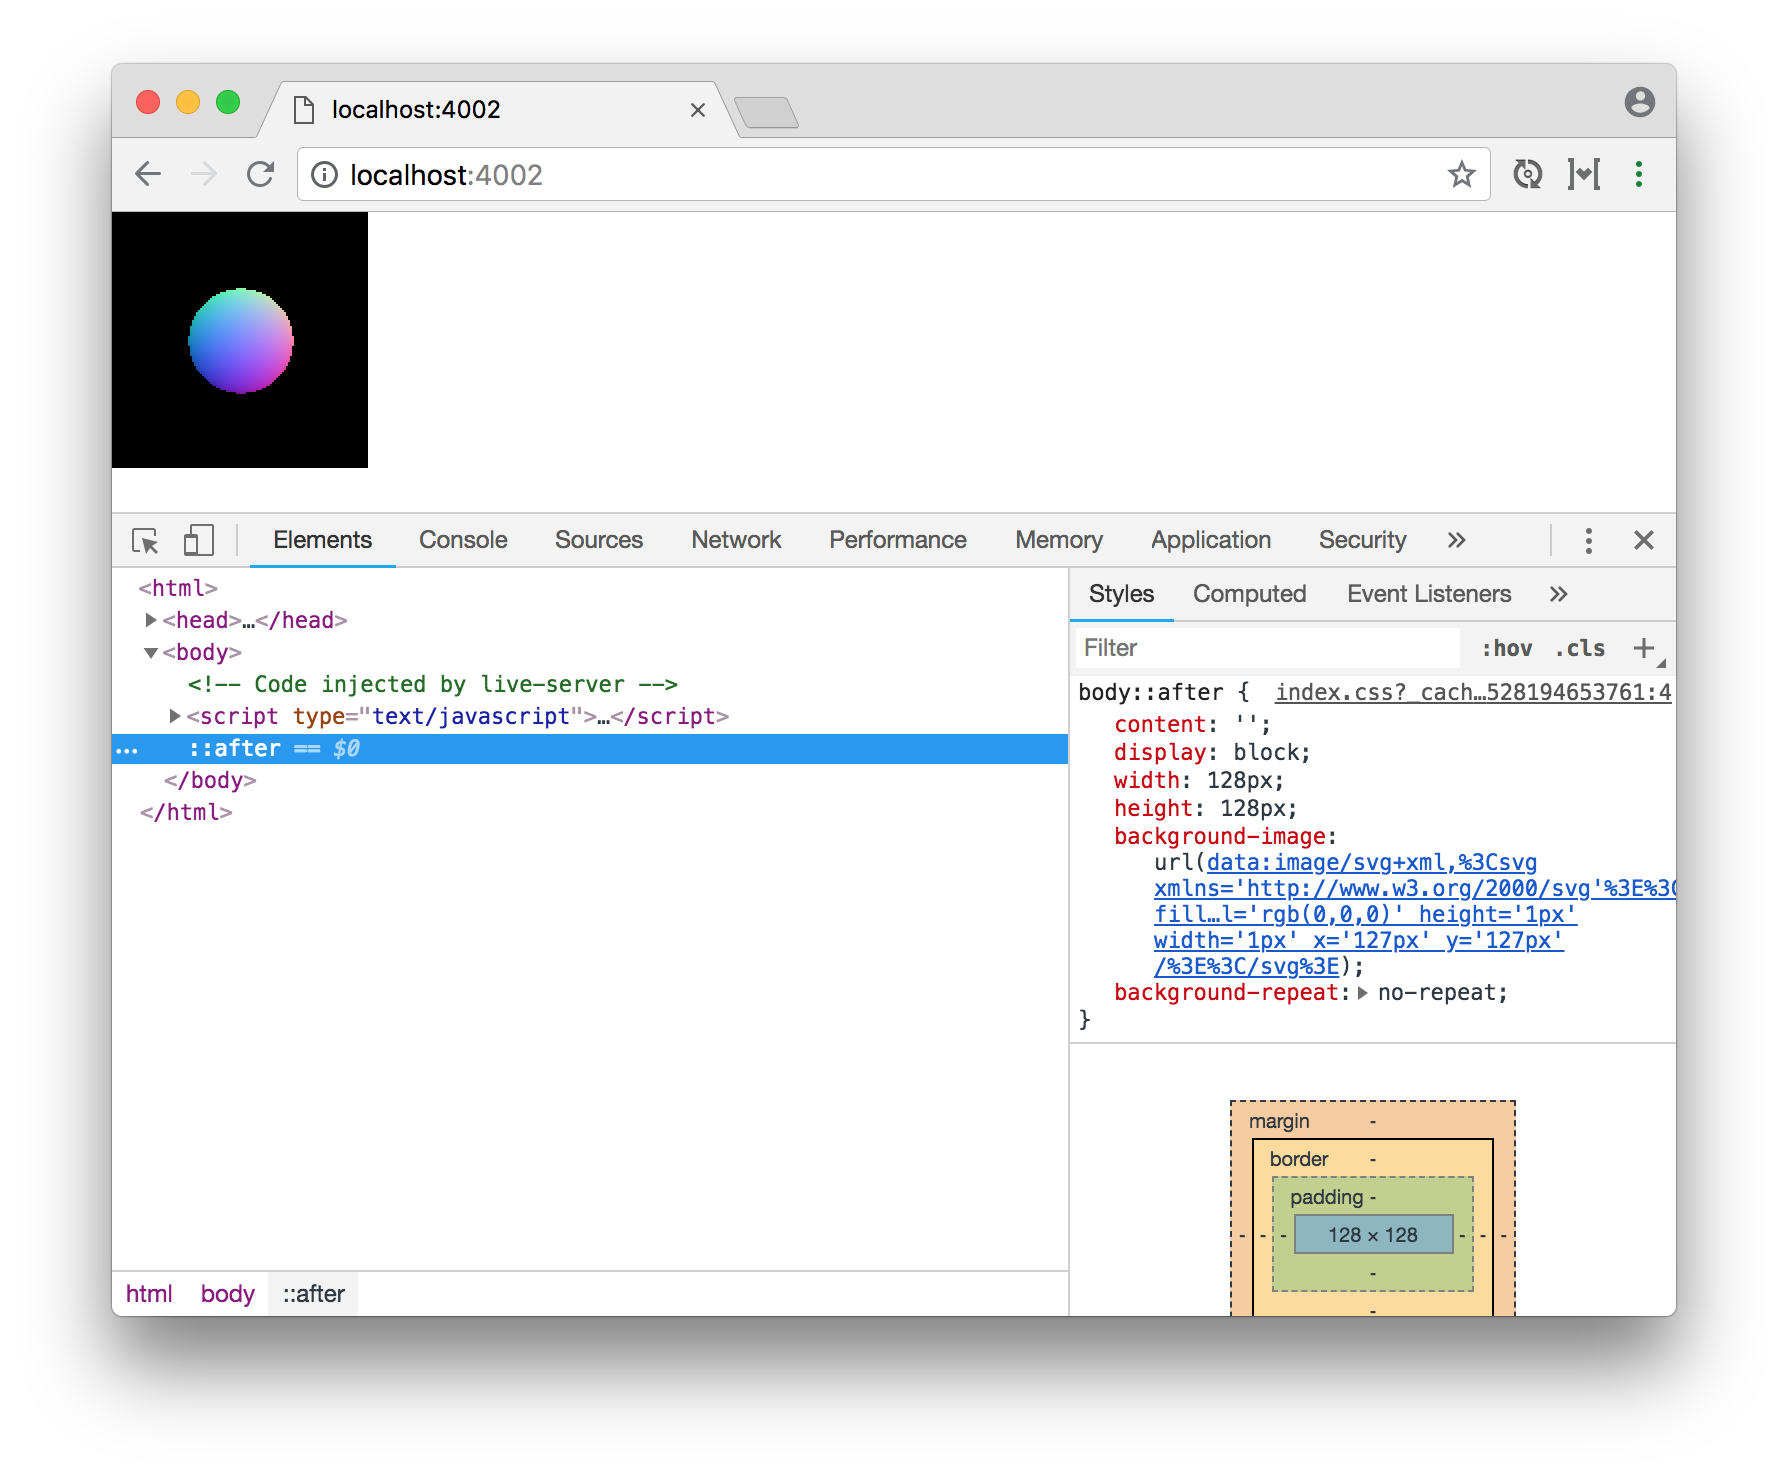 localhost:4002
localhost:4002
Elements Console Sources Network Performance Memory Application Security
<html>
<head>…</head>
<body>
<!-- Code injected by live-server -->
<script type="text/javascript">…</script>
... ::after == $0
</body>
</html>
html body ::after
Styles Computed Event Listeners
Filter :hov .cls
body::after { index.css?_cach…528194653761:4
content: '';
display: block;
width: 128px;
height: 128px;
background-image:
url(data:image/svg+xml,%3Csvg
xmlns='http://www.w3.org/2000/svg'%3E%3C
fill…l='rgb(0,0,0)' height='1px'
width='1px' x='127px' y='127px'
/%3E%3C/svg%3E);
background-repeat: no-repeat;
}
margin -
border -
padding -
- - - 128 × 128 - - -
-
-